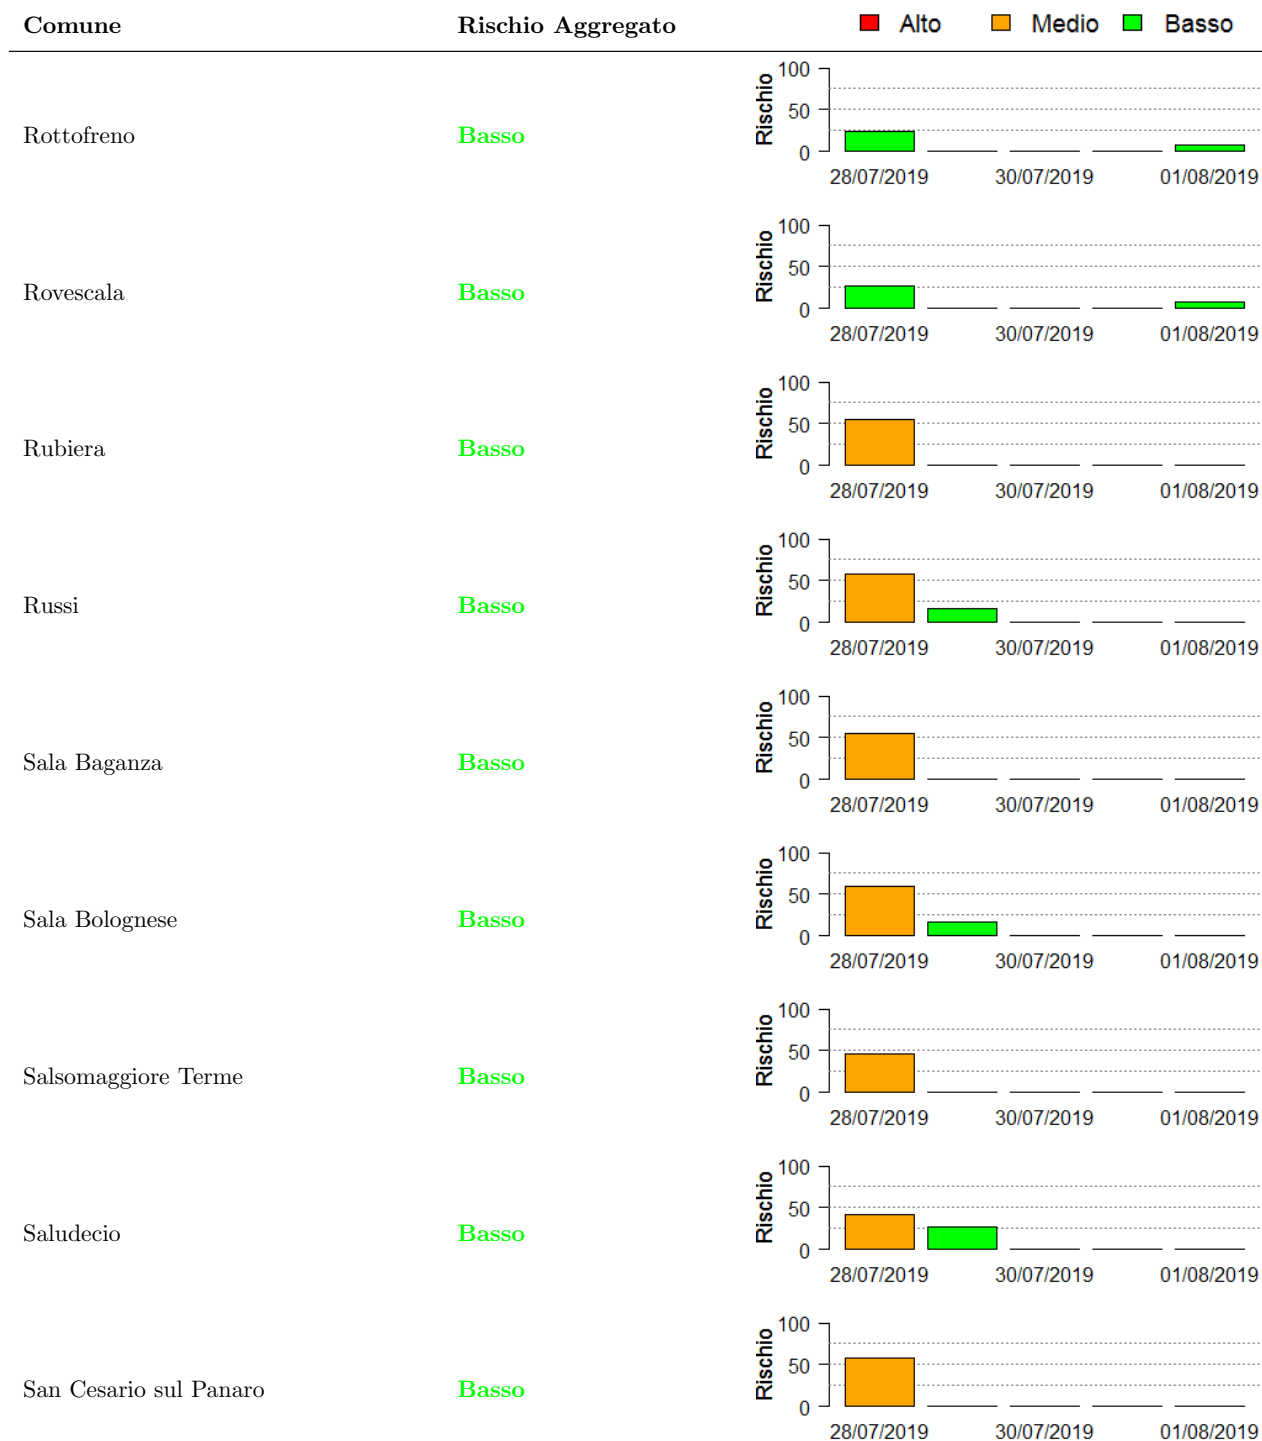 Comune Rischio Aggregato Alto Medio Basso
Rottofreno Basso
Rischio
100
50
0
28/07/2019 30/07/2019 01/08/2019
Rovescala Basso
Rischio
100
50
0
28/07/2019 30/07/2019 01/08/2019
Rubiera Basso
Rischio
100
50
0
28/07/2019 30/07/2019 01/08/2019
Russi Basso
Rischio
100
50
0
28/07/2019 30/07/2019 01/08/2019
Sala Baganza Basso
Rischio
100
50
0
28/07/2019 30/07/2019 01/08/2019
Sala Bolognese Basso
Rischio
100
50
0
28/07/2019 30/07/2019 01/08/2019
Salsomaggiore Terme Basso
Rischio
100
50
0
28/07/2019 30/07/2019 01/08/2019
Saludecio Basso
Rischio
100
50
0
28/07/2019 30/07/2019 01/08/2019
San Cesario sul Panaro Basso
Rischio
100
50
0
28/07/2019 30/07/2019 01/08/2019